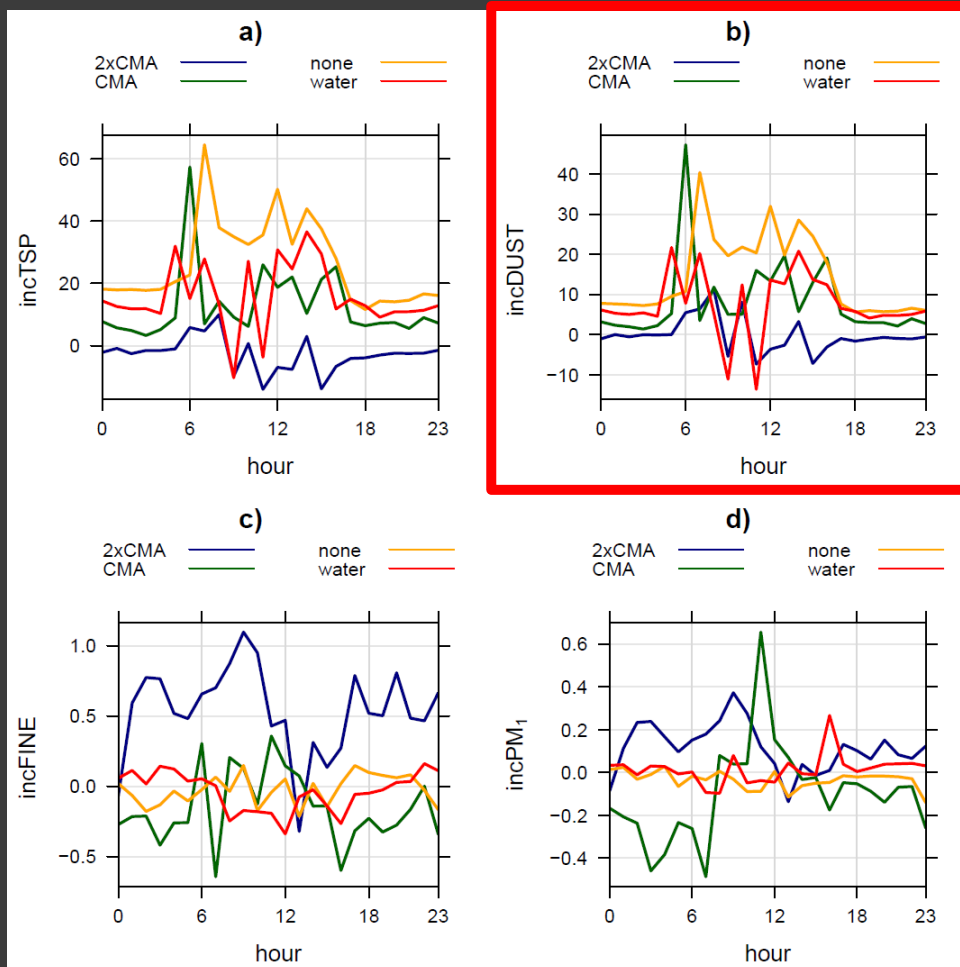 a)
2xCMA none
CMA water
60
40
20
0
incTSP
0 6 12 18 23
hour
b)
2xCMA none
CMA water
40
30
20
10
0
−10
incDUST
0 6 12 18 23
hour
c)
2xCMA none
CMA water
1.0
0.5
0.0
−0.5
incFINE
0 6 12 18 23
hour
d)
2xCMA none
CMA water
0.6
0.4
0.2
0.0
−0.2
−0.4
incPM₁
0 6 12 18 23
hour